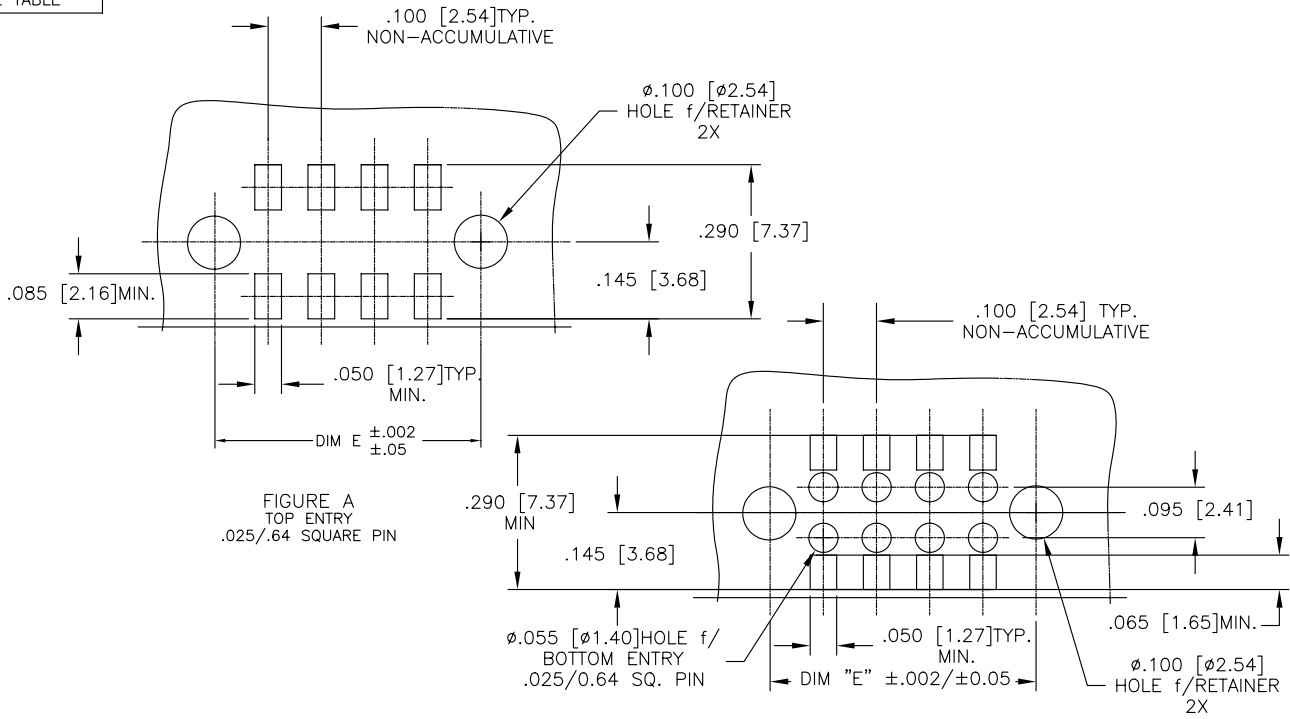 TABLE
.100 [2.54]TYP.
NON-ACCUMULATIVE
ø.100 [ø2.54]
HOLE f/RETAINER
2X
.290 [7.37]
.145 [3.68]
.085 [2.16]MIN.
.050 [1.27]TYP.
MIN.
DIM E ±.002
±.05
FIGURE A
TOP ENTRY
.025/.64 SQUARE PIN
.100 [2.54] TYP.
NON-ACCUMULATIVE
.290 [7.37]
MIN
.145 [3.68]
.095 [2.41]
.065 [1.65]MIN.
ø.055 [ø1.40]HOLE f/
BOTTOM ENTRY
.025/0.64 SQ. PIN
.050 [1.27]TYP.
MIN.
DIM "E" ±.002/±0.05
ø.100 [ø2.54]
HOLE f/RETAINER
2X